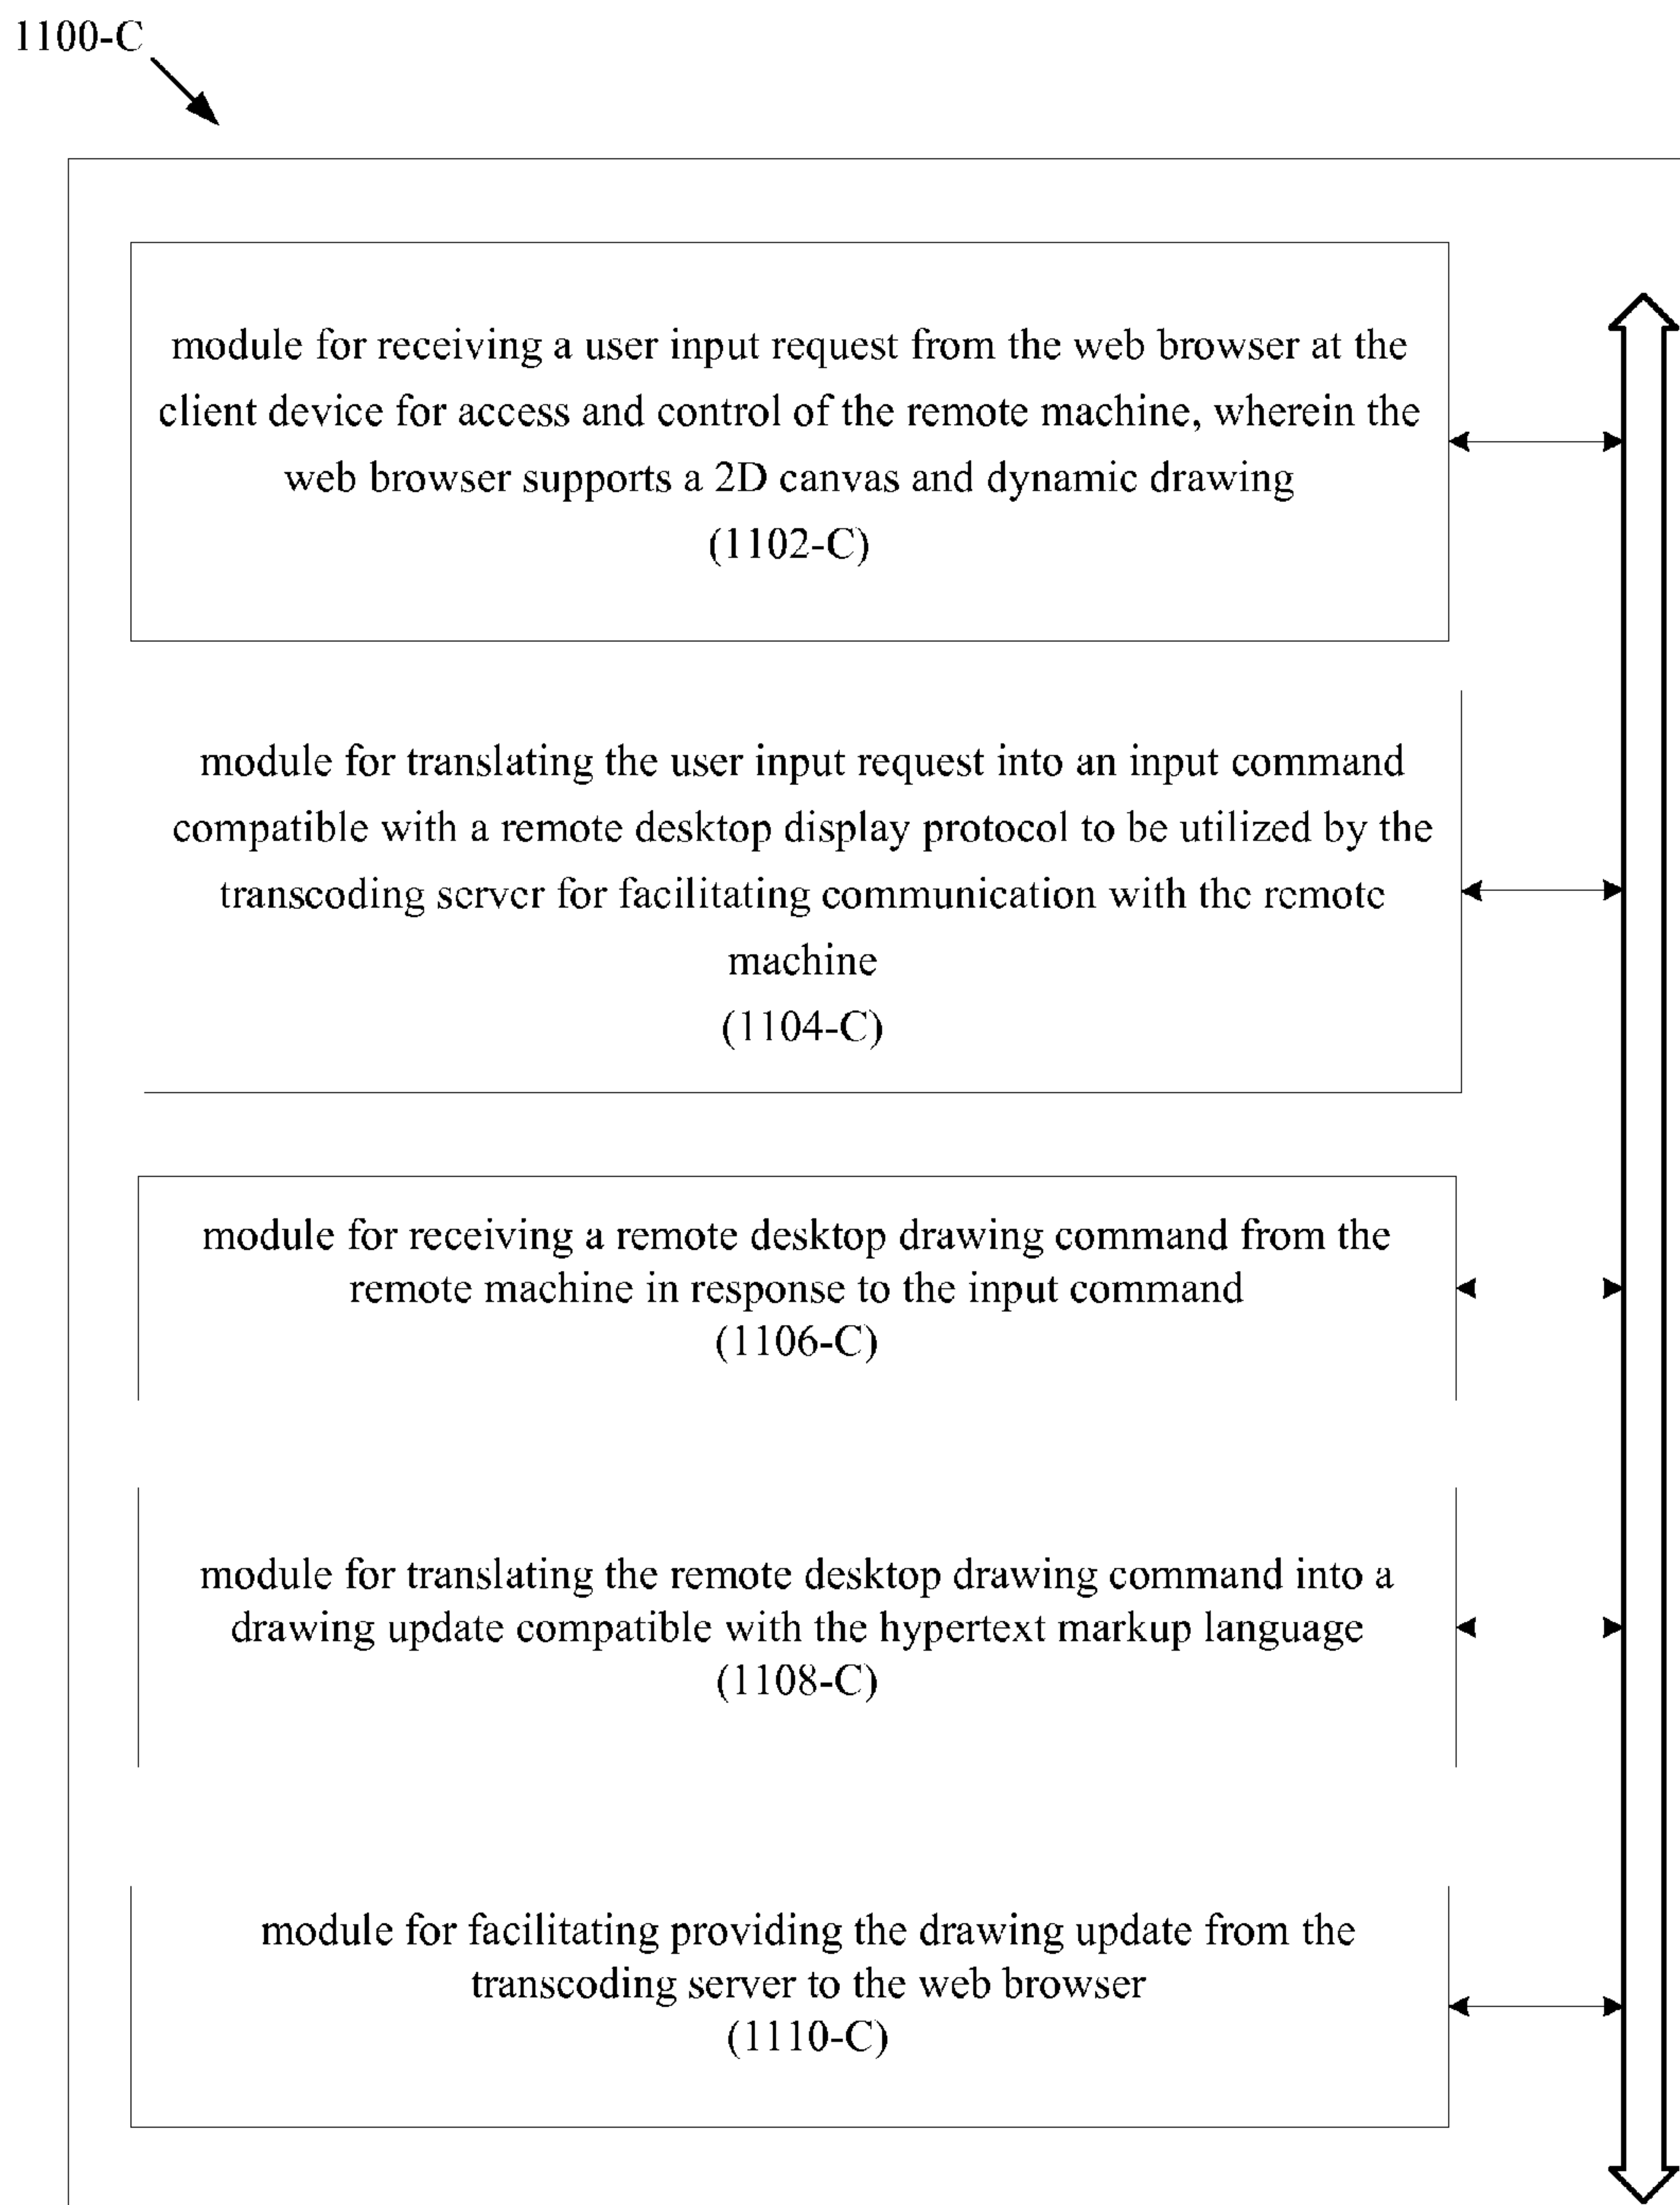 1100-C
module for receiving a user input request from the web browser at the
client device for access and control of the remote machine, wherein the
web browser supports a 2D canvas and dynamic drawing
(1102-C)
module for translating the user input request into an input command
compatible with a remote desktop display protocol to be utilized by the
transcoding server for facilitating communication with the remote
machine
(1104-C)
module for receiving a remote desktop drawing command from the
remote machine in response to the input command
(1106-C)
module for translating the remote desktop drawing command into a
drawing update compatible with the hypertext markup language
(1108-C)
module for facilitating providing the drawing update from the
transcoding server to the web browser
(1110-C)